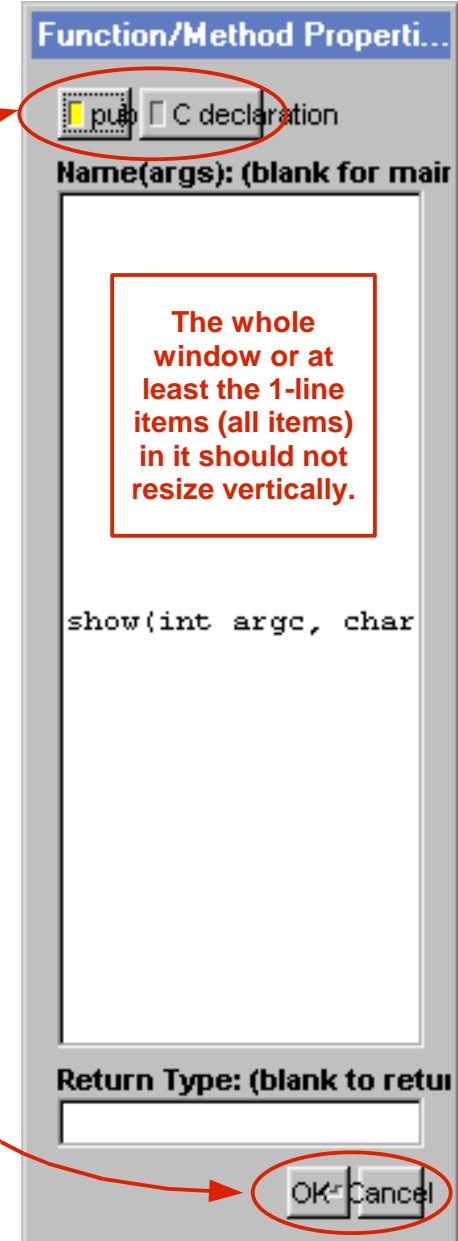 Function/Method Properti...
pub C declaration
Name(args): (blank for mair
The whole
window or at
least the 1-line
items (all items)
in it should not
resize vertically.
show(int argc, char
Return Type: (blank to retur
OK Cancel